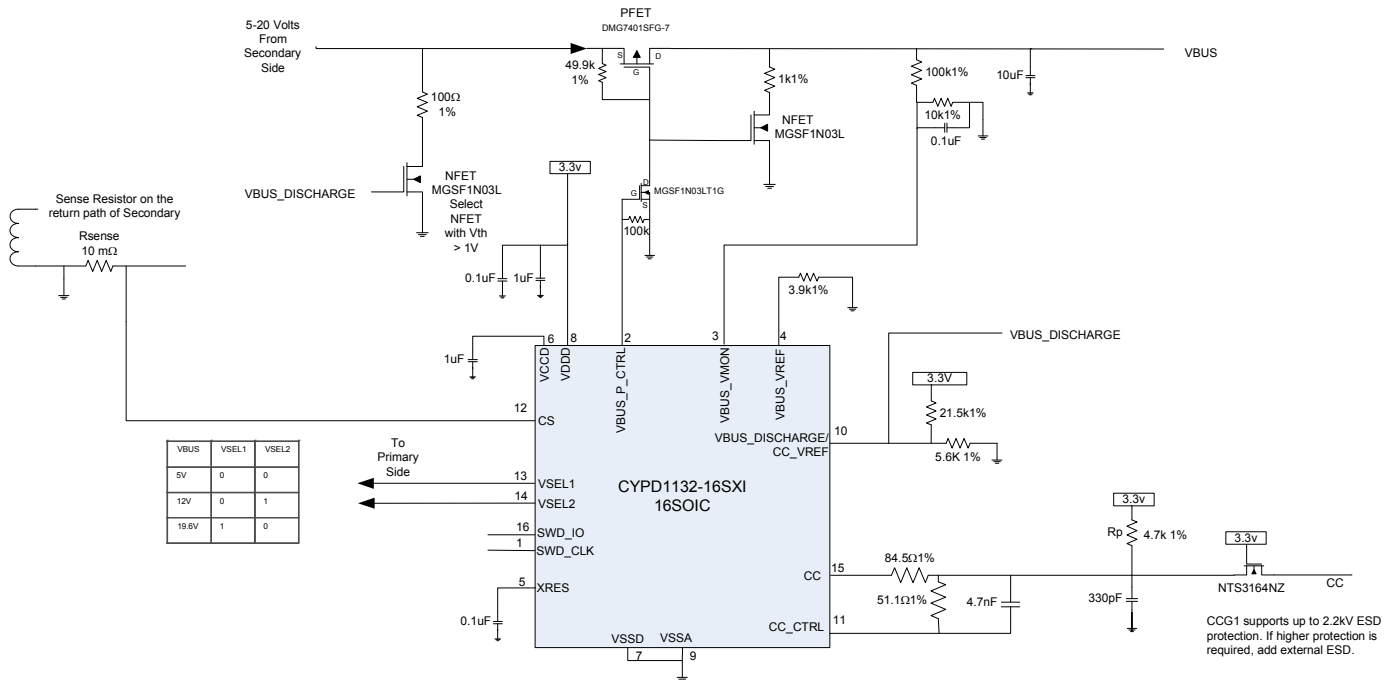 PFET
DMG7401SFG-7
5-20 Volts
From
Secondary
Side
S
D
G
VBUS
49.9k
1%
1k1%
100k1%
10uF
100Ω
1%
10k1%
0.1uF
NFET
MGSF1N03L
3.3v
VBUS_DISCHARGE
NFET
MGSF1N03L
Select
NFET
with Vth
> 1V
D
G
S
MGSF1N03LT1G
100k
Sense Resistor on the
return path of Secondary
Rsense
10 mΩ
0.1uF
1uF
3.9k1%
1uF
6
8
2
3
4
VCCD
VDDD
VBUS_P_CTRL
VBUS_VMON
VBUS_VREF
VBUS_DISCHARGE
3.3V
21.5k1%
12
CS
VBUS_DISCHARGE/
CC_VREF
10
5.6K 1%
VBUS VSEL1 VSEL2
5V 0 0
12V 0 1
19.6V 1 0
To
Primary
Side
13
VSEL1
14
VSEL2
CYPD1132-16SXI
16SOIC
16
SWD_IO
1
SWD_CLK
5
XRES
0.1uF
3.3v
Rp
4.7k 1%
3.3v
84.5Ω1%
CC
15
NTS3164NZ
CC
51.1Ω1%
4.7nF
330pF
CC_CTRL
11
VSSD
VSSA
7
9
CCG1 supports up to 2.2kV ESD
protection. If higher protection is
required, add external ESD.